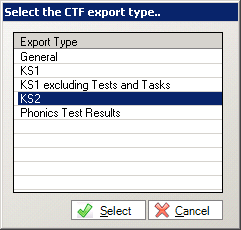 Select the CTF export type..
Export Type
General
KS1
KS1 excluding Tests and Tasks
KS2
Phonics Test Results
Select
Cancel